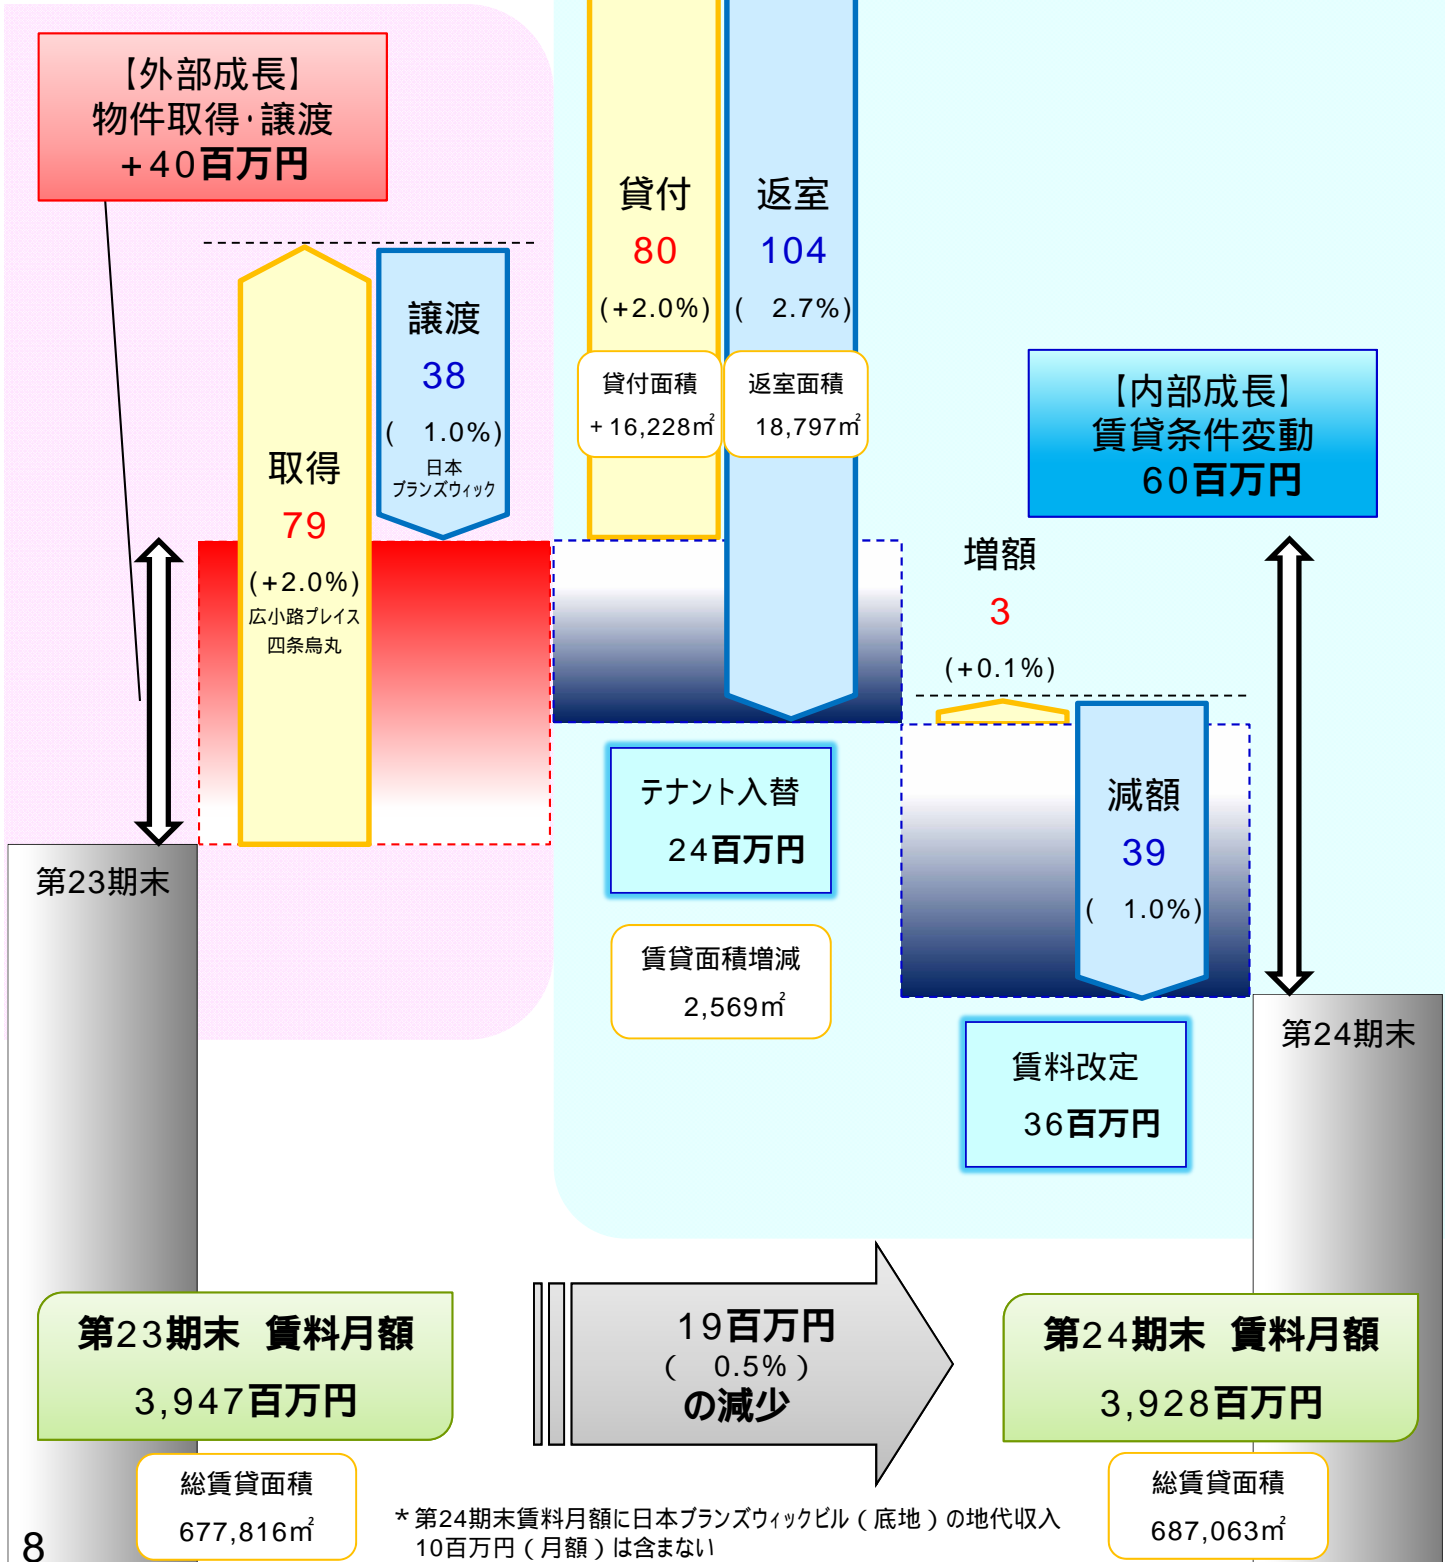 【外部成長】
物件取得・譲渡
+40百万円
貸付
80
(+2.0%)
貸付面積
+16,228㎡
返室
104
( 2.7%)
返室面積
18,797㎡
譲渡
38
( 1.0%)
日本
ブランズウィック
取得
79
(+2.0%)
広小路プレイス
四条烏丸
【内部成長】
賃貸条件変動
60百万円
増額
3
(+0.1%)
テナント入替
24百万円
減額
39
( 1.0%)
賃貸面積増減
2,569㎡
賃料改定
36百万円
第23期末
第24期末
第23期末 賃料月額
3,947百万円
19百万円
( 0.5%)
の減少
第24期末 賃料月額
3,928百万円
総賃貸面積
677,816㎡
総賃貸面積
687,063㎡
*第24期末賃料月額に日本ブランズウィックビル(底地)の地代収入
10百万円(月額)は含まない
8